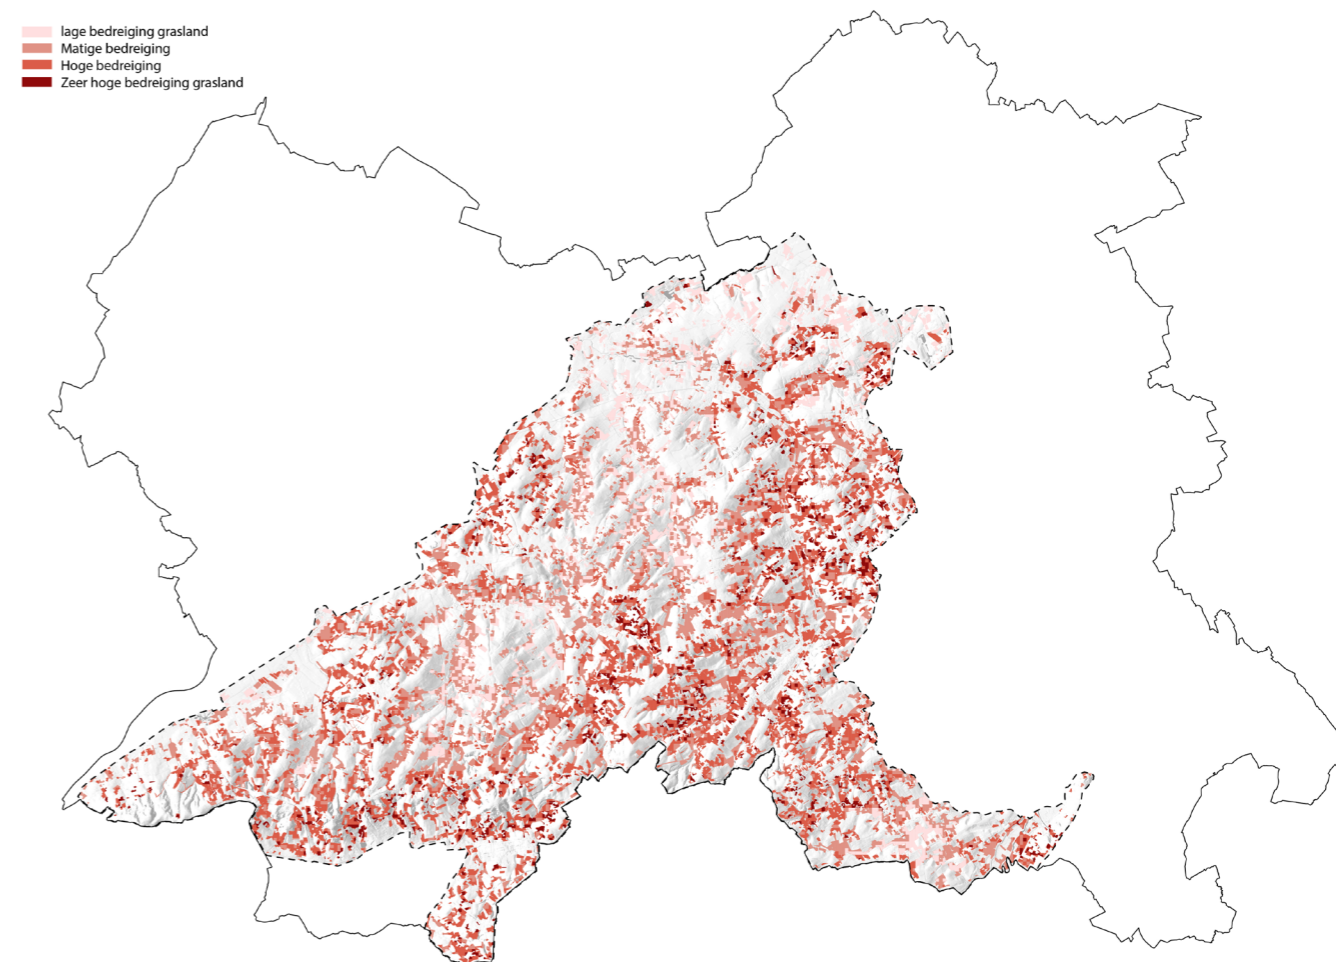 lage bedreiging grasland
Matige bedreiging
Hoge bedreiging
Zeer hoge bedreiging grasland